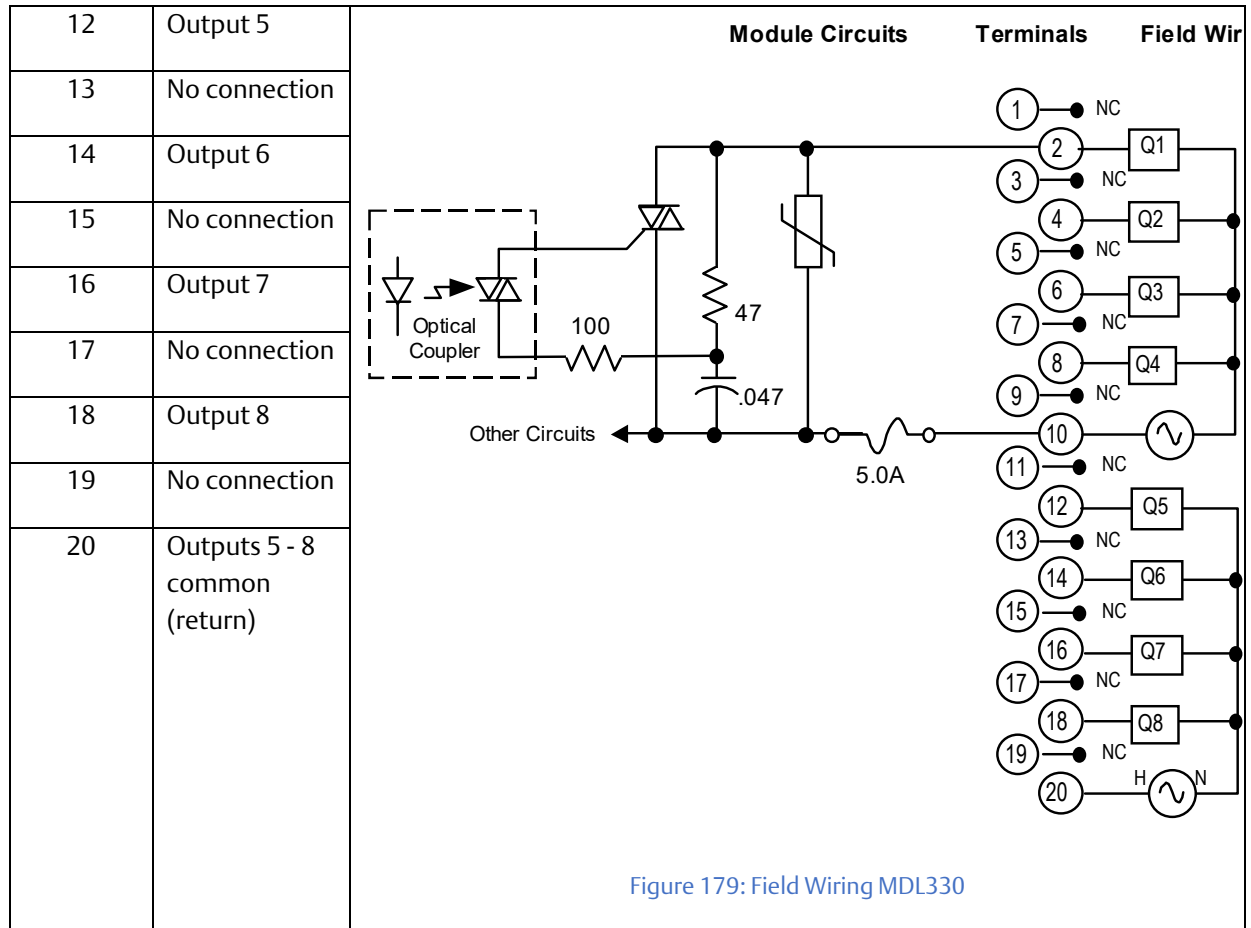 12 Output 5
13 No connection
14 Output 6
15 No connection
16 Output 7
17 No connection
18 Output 8
19 No connection
20 Outputs 5 - 8
common
(return)
Module Circuits Terminals Field Wir
1 NC
2 Q1
3 NC
4 Q2
5 NC
6 Q3
7 NC
8 Q4
9 NC
10
11 NC
12 Q5
13 NC
14 Q6
15 NC
16 Q7
17 NC
18 Q8
19 NC
20 H N
Optical
Coupler
100
47
.047
Other Circuits
5.0A
Figure 179: Field Wiring MDL330